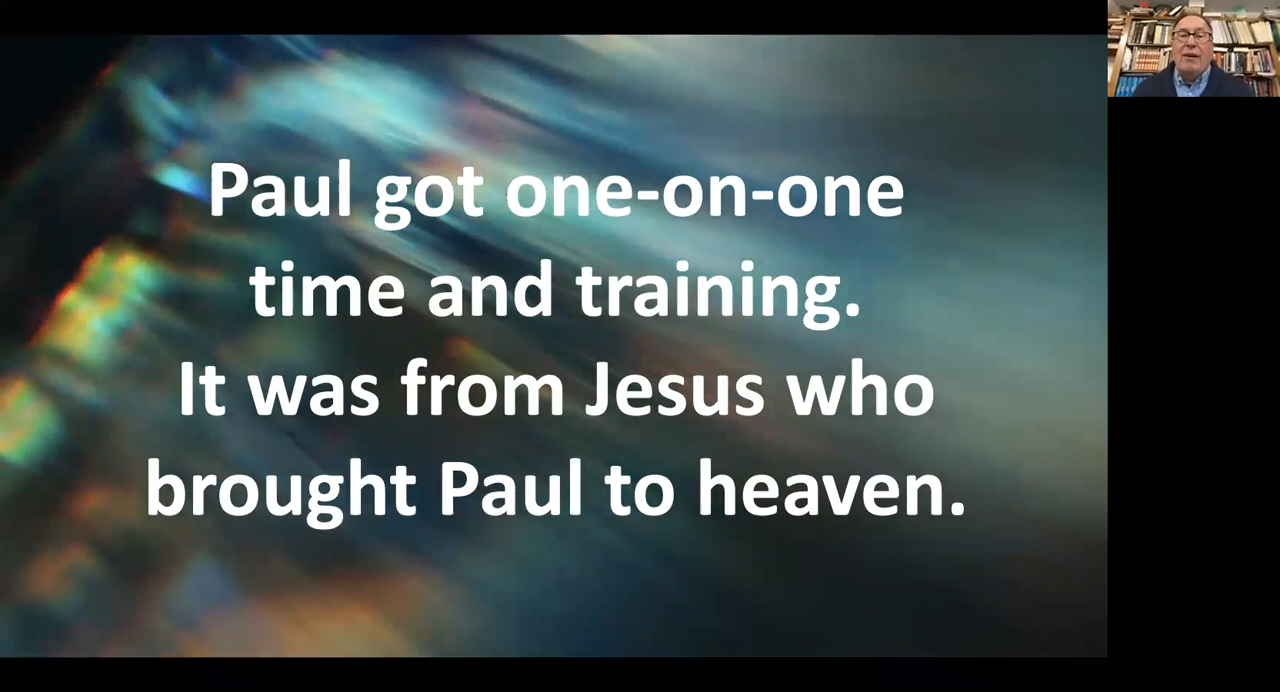 Paul got one-on-one
time and training.
It was from Jesus who
brought Paul to heaven.